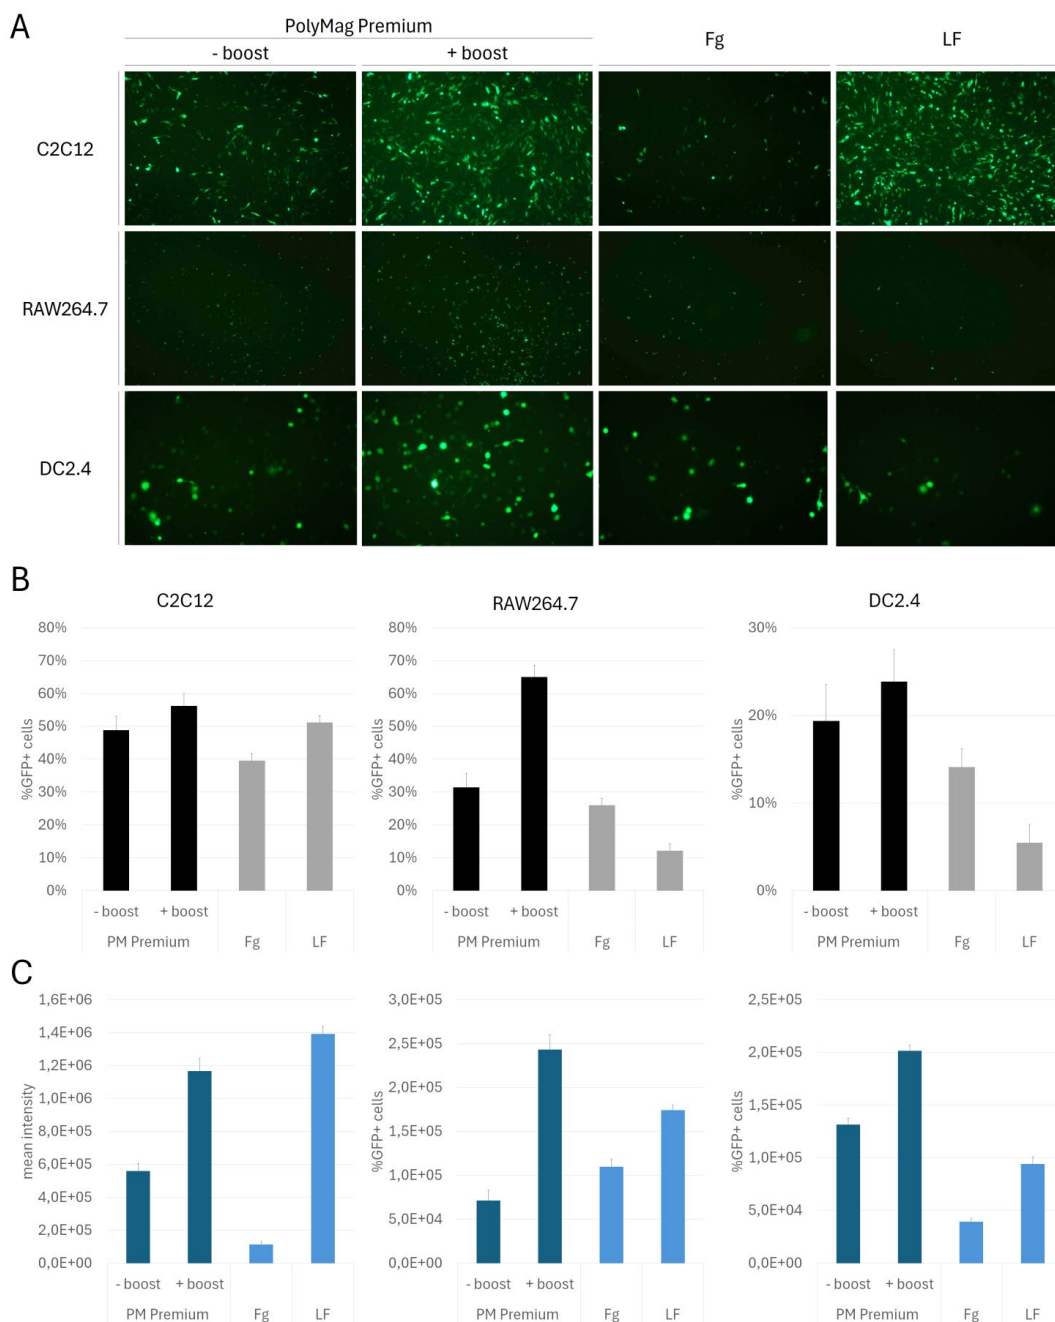 A
PolyMag Premium
- boost
+ boost
Fg
LF
C2C12
RAW264.7
DC2.4
B
C2C12
80%
70%
60%
50%
40%
30%
20%
10%
0%
%GFP+ cells
- boost
+ boost
PM Premium
Fg
LF
RAW264.7
80%
70%
60%
50%
40%
30%
20%
10%
0%
%GFP+ cells
- boost
+ boost
PM Premium
Fg
LF
DC2.4
30%
20%
10%
0%
%GFP+ cells
- boost
+ boost
PM Premium
Fg
LF
C
1,6E+06
1,4E+06
1,2E+06
1,0E+06
8,0E+05
6,0E+05
4,0E+05
2,0E+05
0,0E+00
mean intensity
- boost
+ boost
PM Premium
Fg
LF
3,0E+05
2,5E+05
2,0E+05
1,5E+05
1,0E+05
5,0E+04
0,0E+00
%GFP+ cells
- boost
+ boost
PM Premium
Fg
LF
2,5E+05
2,0E+05
1,5E+05
1,0E+05
5,0E+04
0,0E+00
%GFP+ cells
- boost
+ boost
PM Premium
Fg
LF